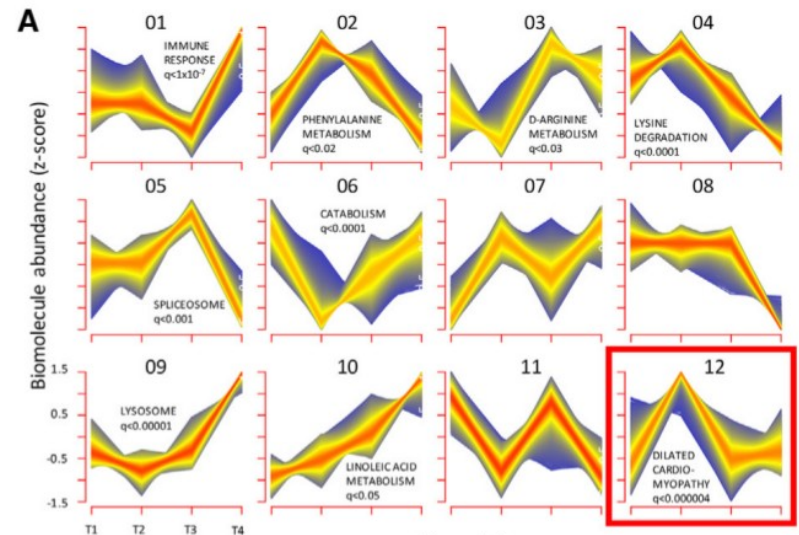 A
01
02
03
04
IMMUNE
RESPONSE
q<1x10⁻⁷
PHENYLALANINE
METABOLISM
q<0.02
D-ARGININE
METABOLISM
q<0.03
LYSINE
DEGRADATION
q<0.0001
Biomolecule abundance (z-score)
05
06
07
08
SPLICEOSOME
q<0.001
CATABOLISM
q<0.0001
09
10
11
12
1.5
0.5
-0.5
-1.5
LYSOSOME
q<0.00001
LINOLEIC ACID
METABOLISM
q<0.05
DILATED
CARDIO-
MYOPATHY
q<0.000004
T1 T2 T3 T4